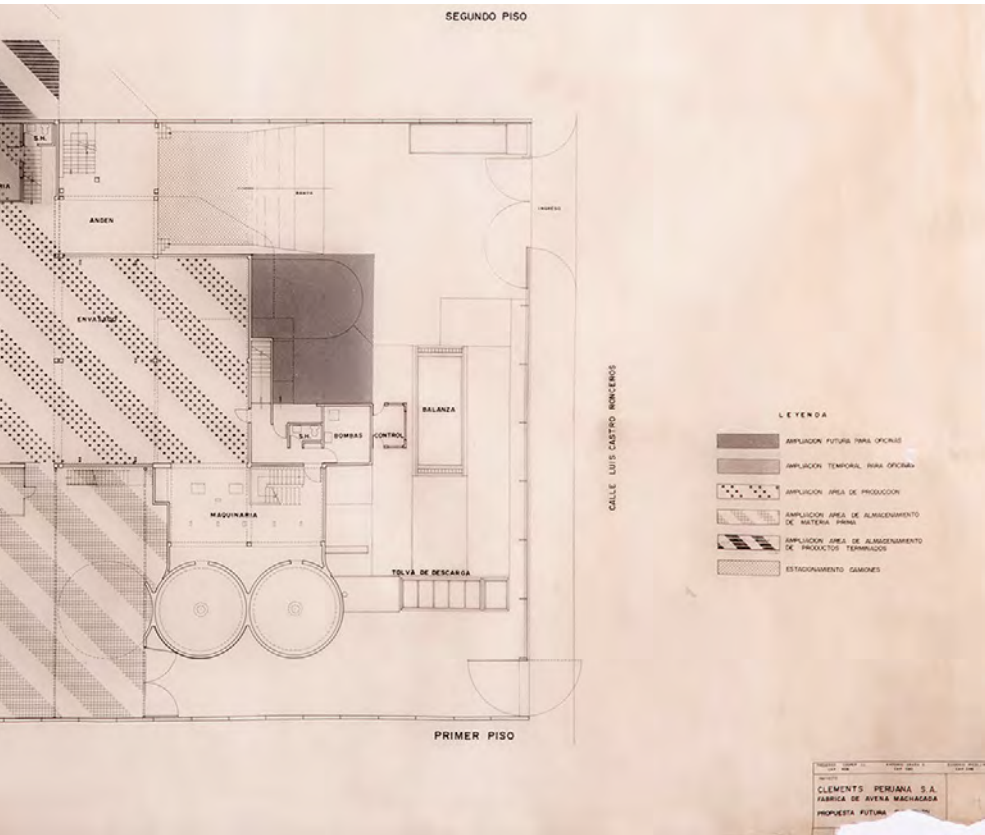 SEGUNDO PISO
S.H.
RIA
ANDEN
RAMPA
INGRESO
ENVASADO
CALLE LUIS CASTRO RONCEROS
BALANZA
S.H.
BOMBAS
CONTROL
MAQUINARIA
TOLVA DE DESCARGA
PRIMER PISO
LEYENDA
AMPLIACION FUTURA PARA OFICINAS
AMPLIACION TEMPORAL PARA OFICINAS
AMPLIACION AREA DE PRODUCCION
AMPLIACION AREA DE ALMACENAMIENTO
DE MATERIA PRIMA
AMPLIACION AREA DE ALMACENAMIENTO
DE PRODUCTOS TERMINADOS
ESTACIONAMIENTO CAMIONES
CLEMENTS PERUANA S.A.
FABRICA DE AVENA MACHACADA
PROPUESTA FUTURA